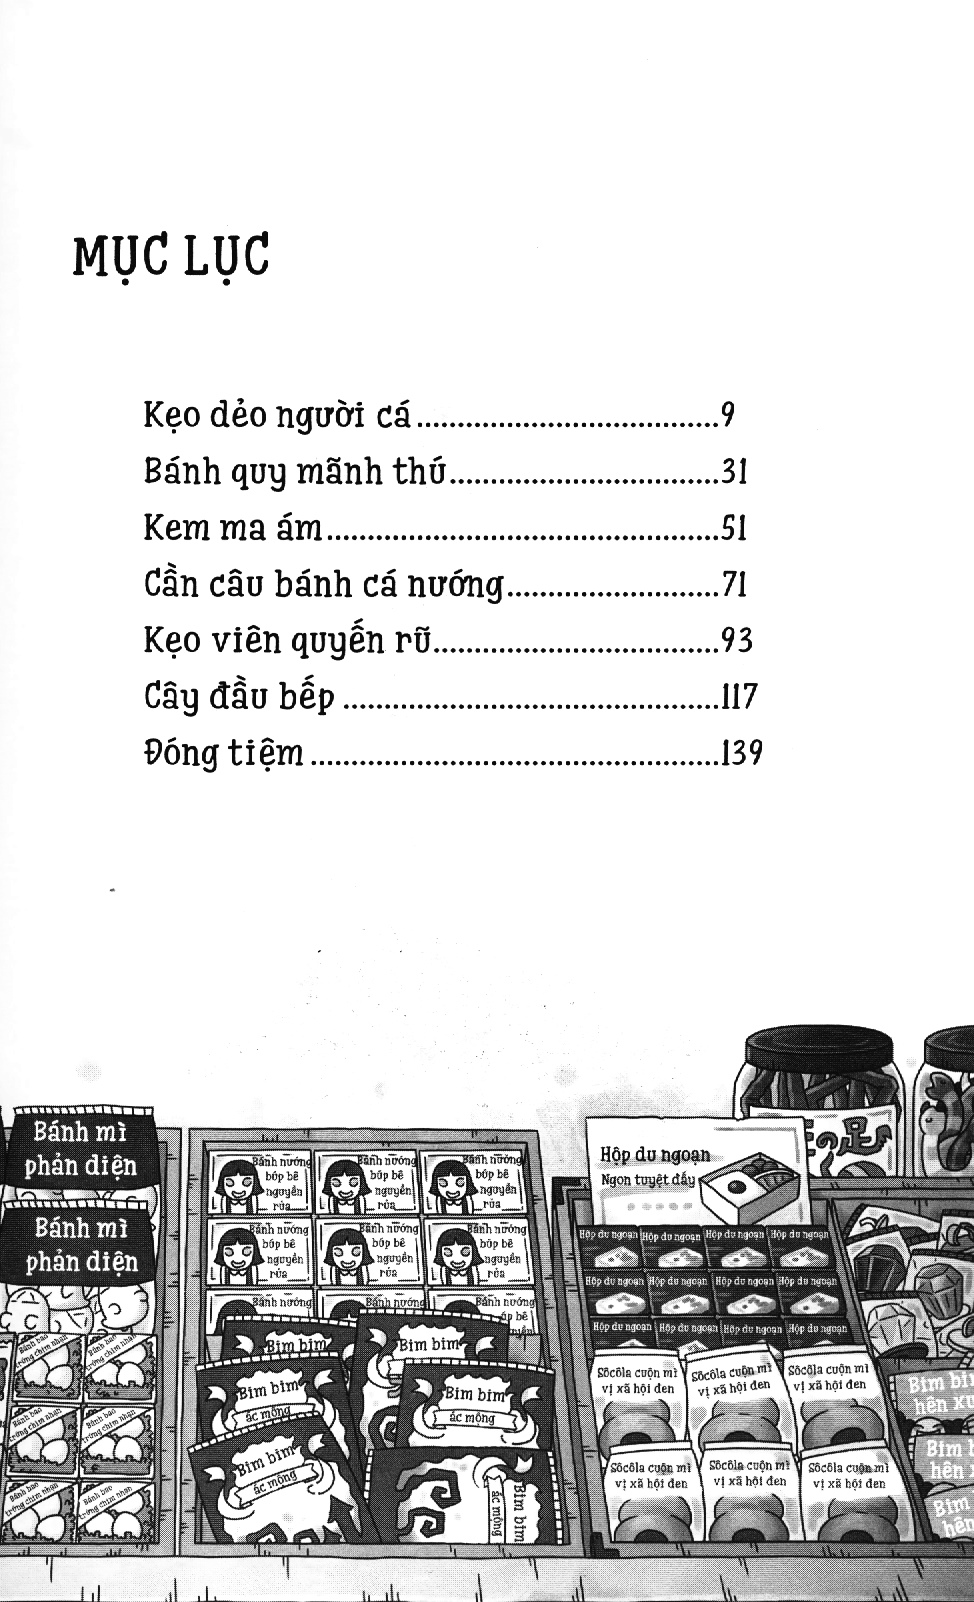 MỤC LỤC
Kẹo dẻo người cá.....................................9
Bánh quy mãnh thú.................................31
Kem ma ám................................................51
Cần câu bánh cá nướng..........................71
Kẹo viên quyến rũ...................................93
Cây đầu bếp ..............................................117
Đóng tiệm ..................................................139
Bánh mì
phản diện
Bánh mì
phản diện
Bánh bao
trứng chim nhạn
Bánh bao
trứng chim nhạn
Bánh bao
trứng chim nhạn
Bánh bao
trứng chim nhạn
Bánh bao
trứng chim nhạn
Bánh bao
trứng chim nhạn
Bánh nướng
búp bê
nguyền
rủa
Bánh nướng
búp bê
nguyền
rủa
Bánh nướng
búp bê
nguyền
rủa
Bánh nướng
búp bê
nguyền
rủa
Bánh nướng
búp bê
nguyền
rủa
Bánh nướng
búp bê
nguyền
rủa
Bánh nướng
Bánh nướng
Bánh nướng
Bim bim
Bim bim
Bim bim
ác mộng
Bim bim
ác mộng
Bim bim
ác mộng
Bim bim
ác mộng
の足
Hộp du ngoạn
Ngon tuyệt đấy
Hộp du ngoạn
Hộp du ngoạn
Hộp du ngoạn
Hộp du ngoạn
Hộp du ngoạn
Hộp du ngoạn
Hộp du ngoạn
Hộp du ngoạn
Hộp du ngoạn
Hộp du ngoạn
Hộp du ngoạn
Hộp du ngoạn
Sôcôla cuộn mì
vị xã hội đen
Sôcôla cuộn mì
vị xã hội đen
Sôcôla cuộn mì
vị xã hội đen
Sôcôla cuộn mì
vị xã hội đen
Sôcôla cuộn mì
vị xã hội đen
Sôcôla cuộn mì
vị xã hội đen
Bim
hên
Bim
hên
Bim
hên